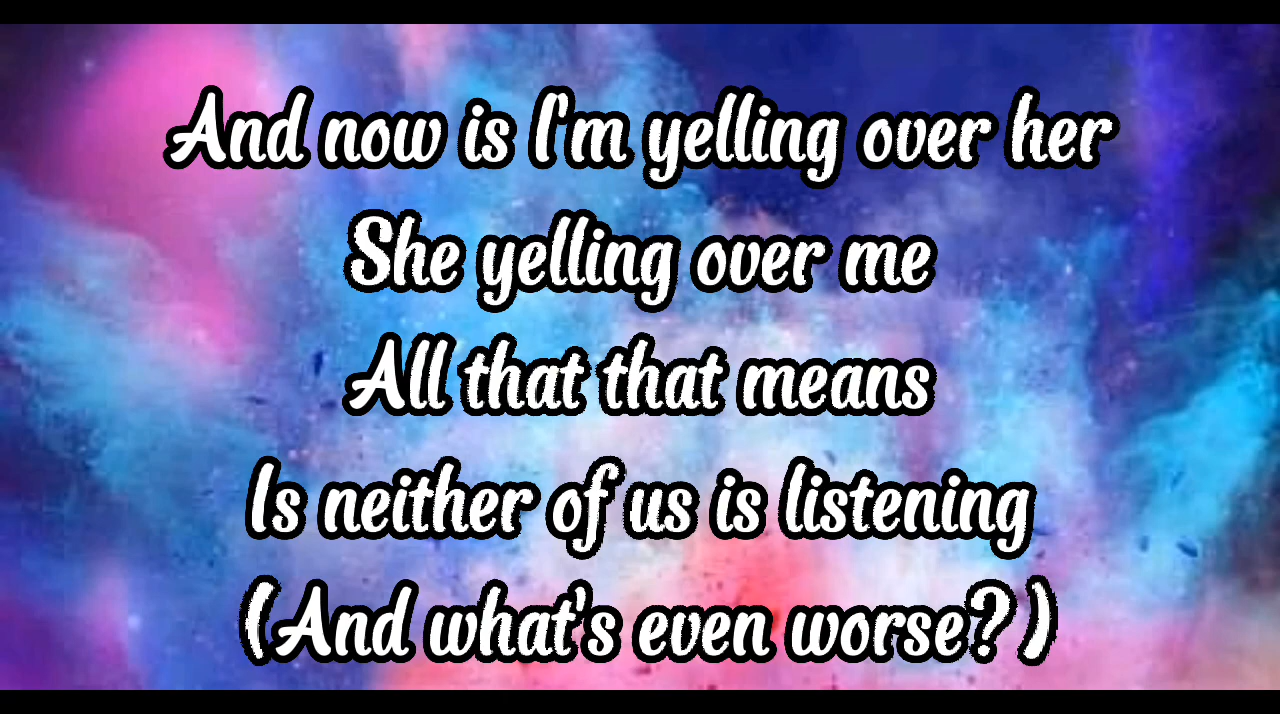 And now is I'm yelling over her
She yelling over me
All that that means
Is neither of us is listening
(And what's even worse?)